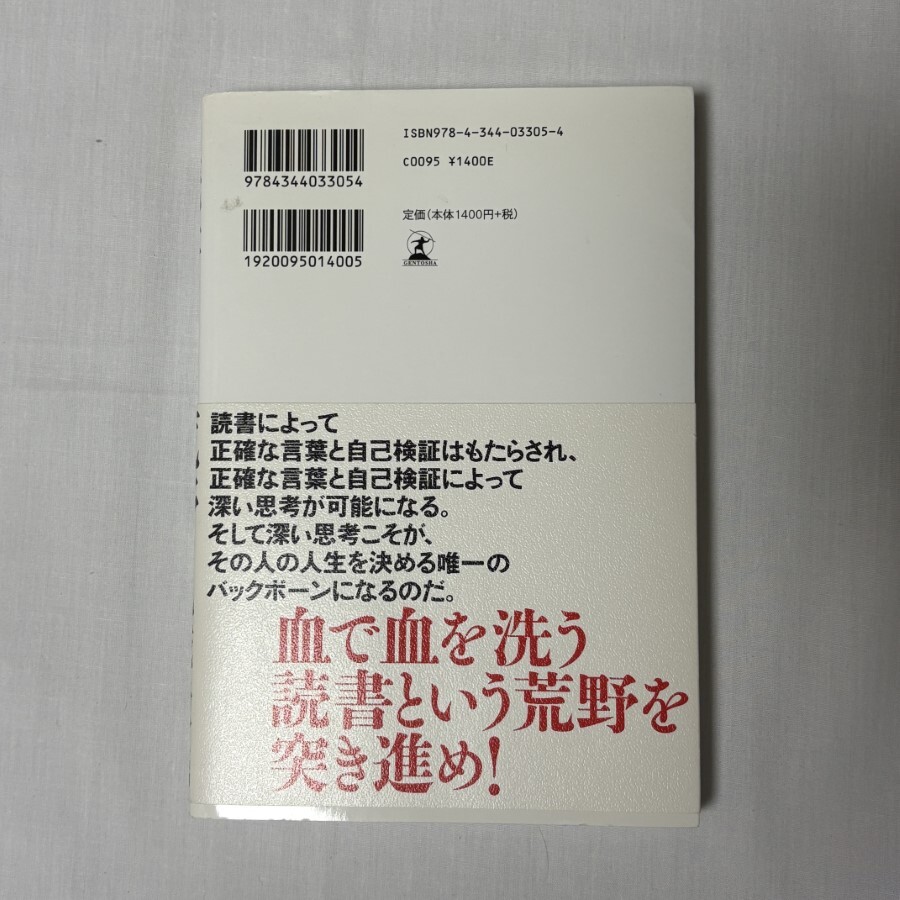 ISBN978-4-344-03305-4
9784344033054
C0095 ¥1400E
定価(本体1400円+税)
1920095014005
GENTOSHA
読書によって
正確な言葉と自己検証はもたらされ、
正確な言葉と自己検証によって
深い思考が可能になる。
そして深い思考こそが、
その人の人生を決める唯一の
バックボーンになるのだ。
血で血を洗う
読書という荒野を
突き進め!